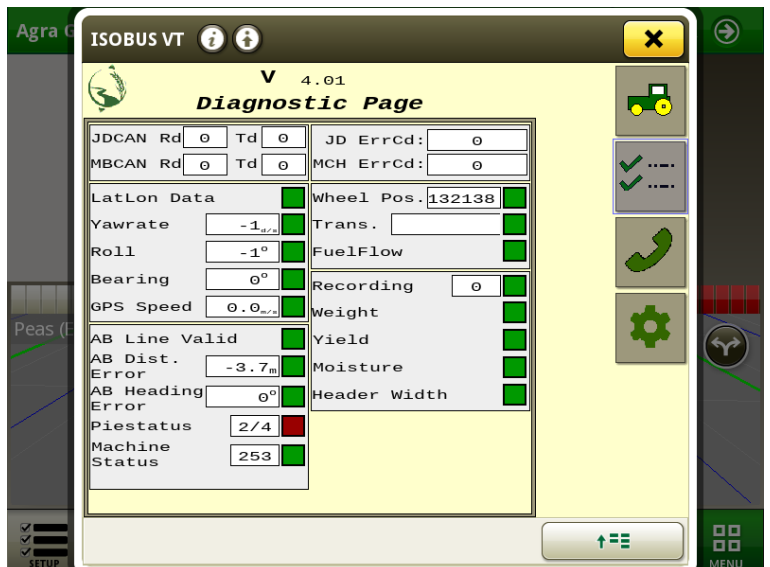 Agra G
ISOBUS VT
V 4.01
Diagnostic Page
JDCAN Rd 0 Td 0
MBCAN Rd 0 Td 0
JD ErrCd: 0
MCH ErrCd: 0
LatLon Data
Yawrate -1 d/s
Roll -1°
Bearing 0°
GPS Speed 0.0 m/s
Wheel Pos. 132138
Trans.
FuelFlow
Recording 0
Weight
Yield
Moisture
Header Width
AB Line Valid
AB Dist.
Error -3.7m
AB Heading
Error 0°
Piestatus 2/4
Machine
Status 253
Peas (E
SETUP
MENU